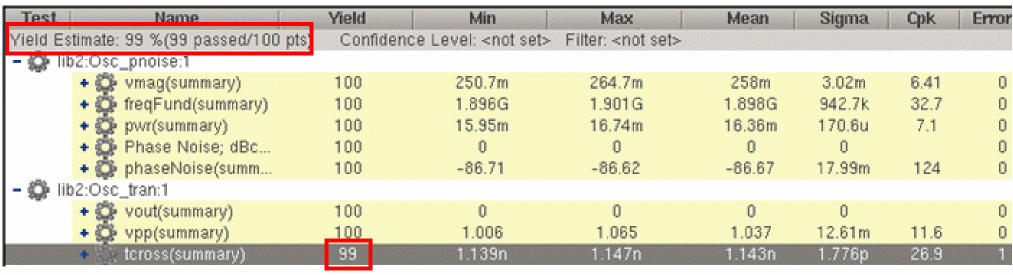 Test Name Yield Min Max Mean Sigma Cpk Error
Yield Estimate: 99 %(99 passed/100 pts) Confidence Level: <not set> Filter: <not set>
lib2:Osc_pnoise:1
vmag(summary) 100 250.7m 264.7m 258m 3.02m 6.41 0
freqFund(summary) 100 1.896G 1.901G 1.898G 942.7k 32.7 0
pwr(summary) 100 15.95m 16.74m 16.36m 170.6u 7.1 0
Phase Noise; dBc... 100 0 0 0 0 0
phaseNoise(summ... 100 -86.71 -86.62 -86.67 17.99m 124 0
lib2:Osc_tran:1
vout(summary) 100 0 0 0 0 0
vpp(summary) 100 1.006 1.065 1.037 12.61m 11.6 0
tcross(summary) 99 1.139n 1.147n 1.143n 1.776p 26.9 1